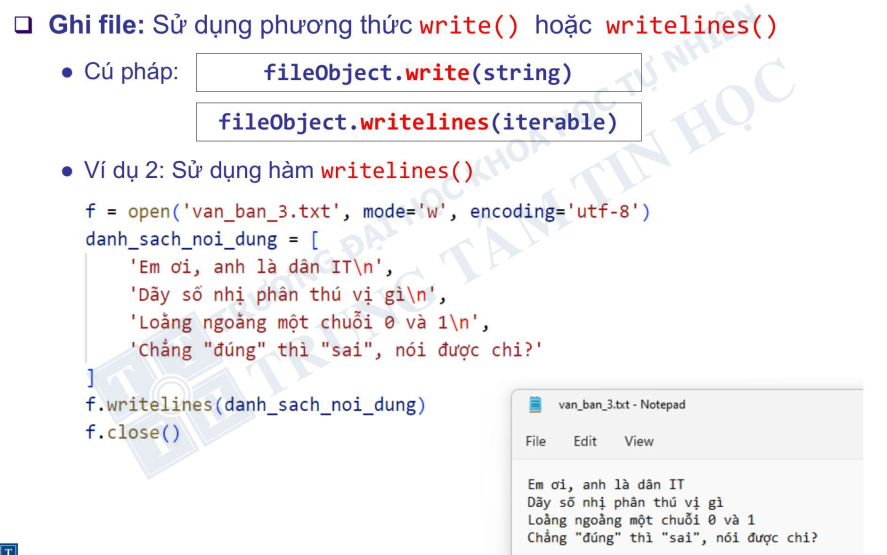 Ghi file: Sử dụng phương thức write() hoặc writelines()
Cú pháp:
fileObject.write(string)
fileObject.writelines(iterable)
Ví dụ 2: Sử dụng hàm writelines()
f = open('van_ban_3.txt', mode='w', encoding='utf-8')
danh_sach_noi_dung = [
'Em ơi, anh là dân IT\n',
'Dãy số nhị phân thú vị gì\n',
'Loằng ngoằng một chuỗi 0 và 1\n',
'Chẳng "đúng" thì "sai", nói được chi?'
]
f.writelines(danh_sach_noi_dung)
f.close()
van_ban_3.txt - Notepad
File Edit View
Em ơi, anh là dân IT
Dãy số nhị phân thú vị gì
Loằng ngoằng một chuỗi 0 và 1
Chẳng "đúng" thì "sai", nói được chi?
TRƯỜNG ĐẠI HỌC KHOA HỌC TỰ NHIÊN
TRUNG TÂM TIN HỌC